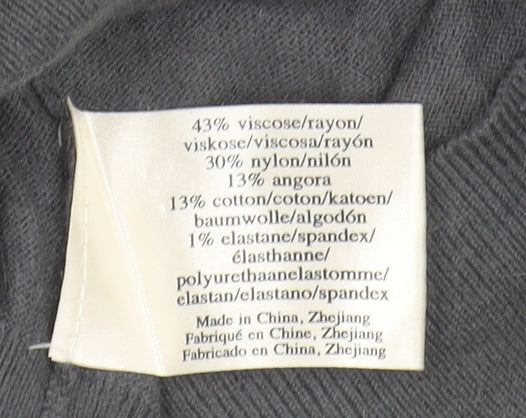 43% viscose/rayon/
viskose/viscosa/rayón
30% nylon/nilón
13% angora
13% cotton/coton/katoen/
baumwolle/algodón
1% elastane/spandex/
élasthanne/
polyurethaanelastomme/
elastan/elastano/spandex
Made in China, Zhejiang
Fabriqué en Chine, Zhejiang
Fabricado en China, Zhejiang